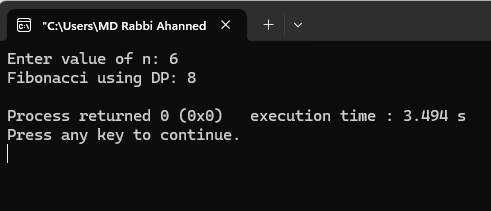 "C:\Users\MD Rabbi Ahanned
Enter value of n: 6
Fibonacci using DP: 8
Process returned 0 (0x0)   execution time : 3.494 s
Press any key to continue.